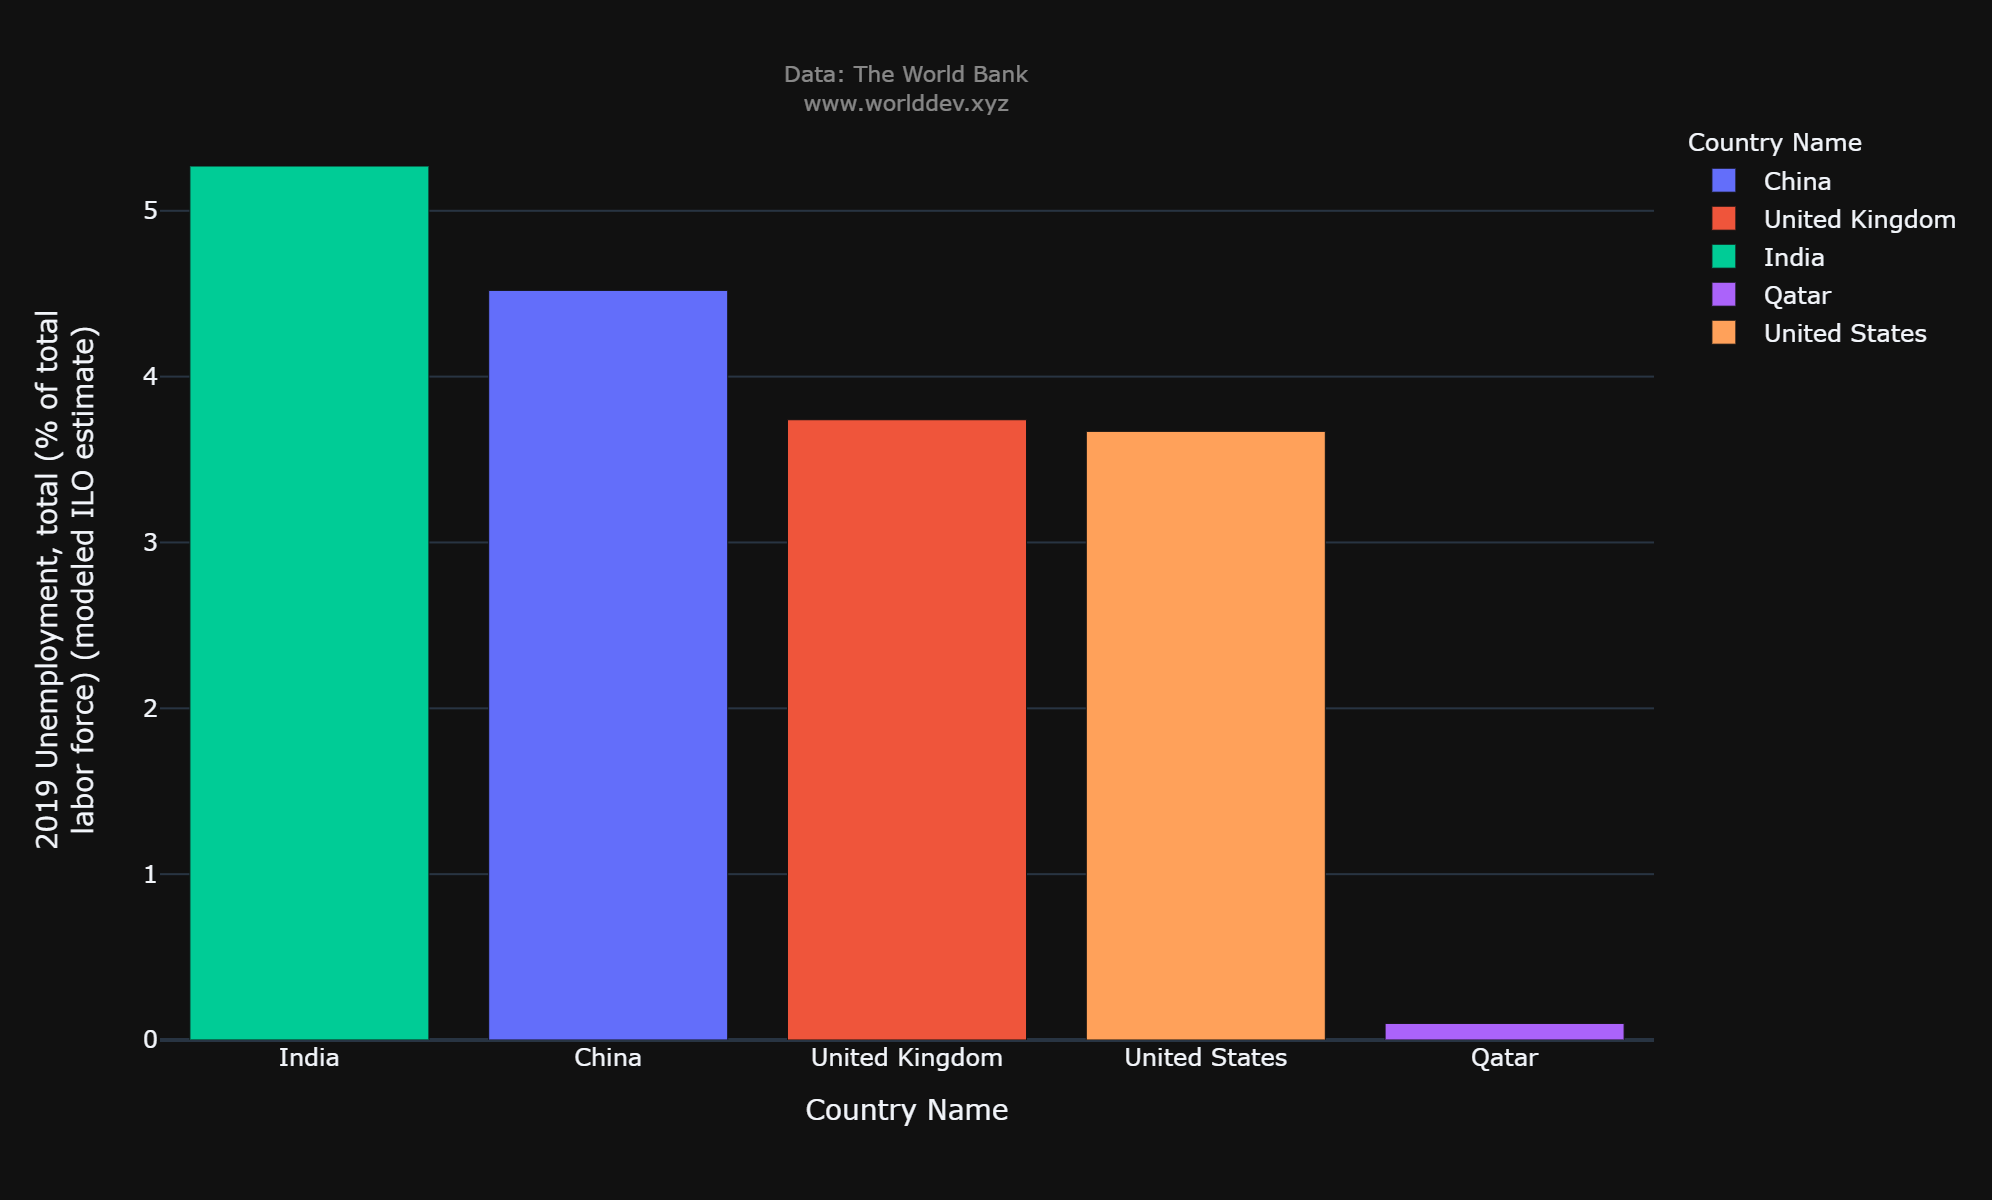 Data: The World Bank
www.worlddev.xyz
2019 Unemployment, total (% of total
labor force) (modeled ILO estimate)
5
4
3
2
1
0
India
China
United Kingdom
United States
Qatar
Country Name
Country Name
China
United Kingdom
India
Qatar
United States